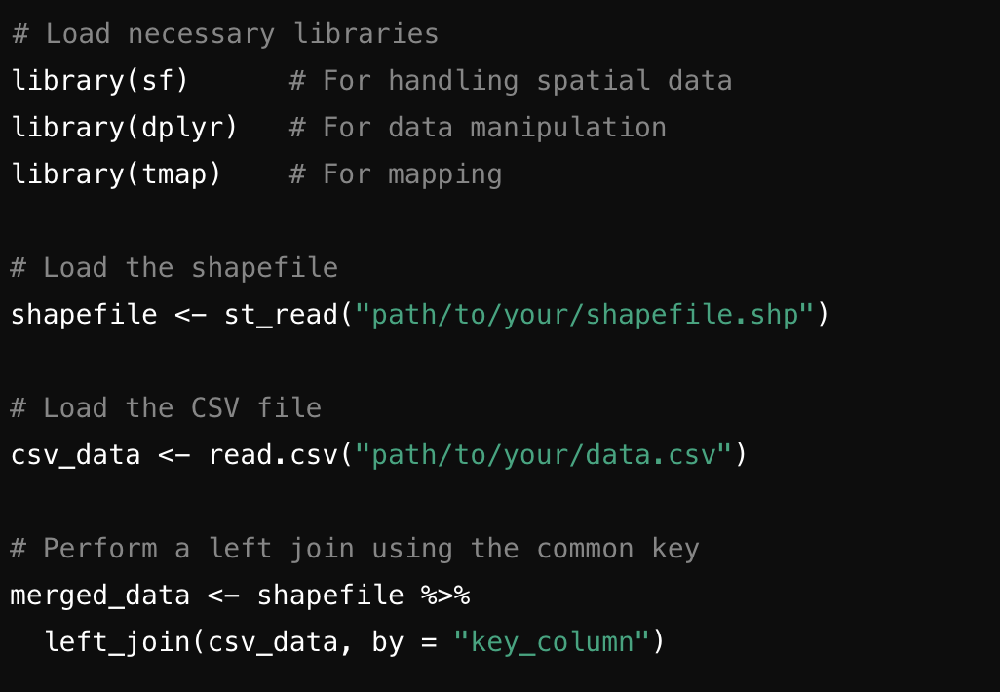 # Load necessary libraries
library(sf)      # For handling spatial data
library(dplyr)   # For data manipulation
library(tmap)    # For mapping
# Load the shapefile
shapefile <- st_read("path/to/your/shapefile.shp")
# Load the CSV file
csv_data <- read.csv("path/to/your/data.csv")
# Perform a left join using the common key
merged_data <- shapefile %>%
  left_join(csv_data, by = "key_column")